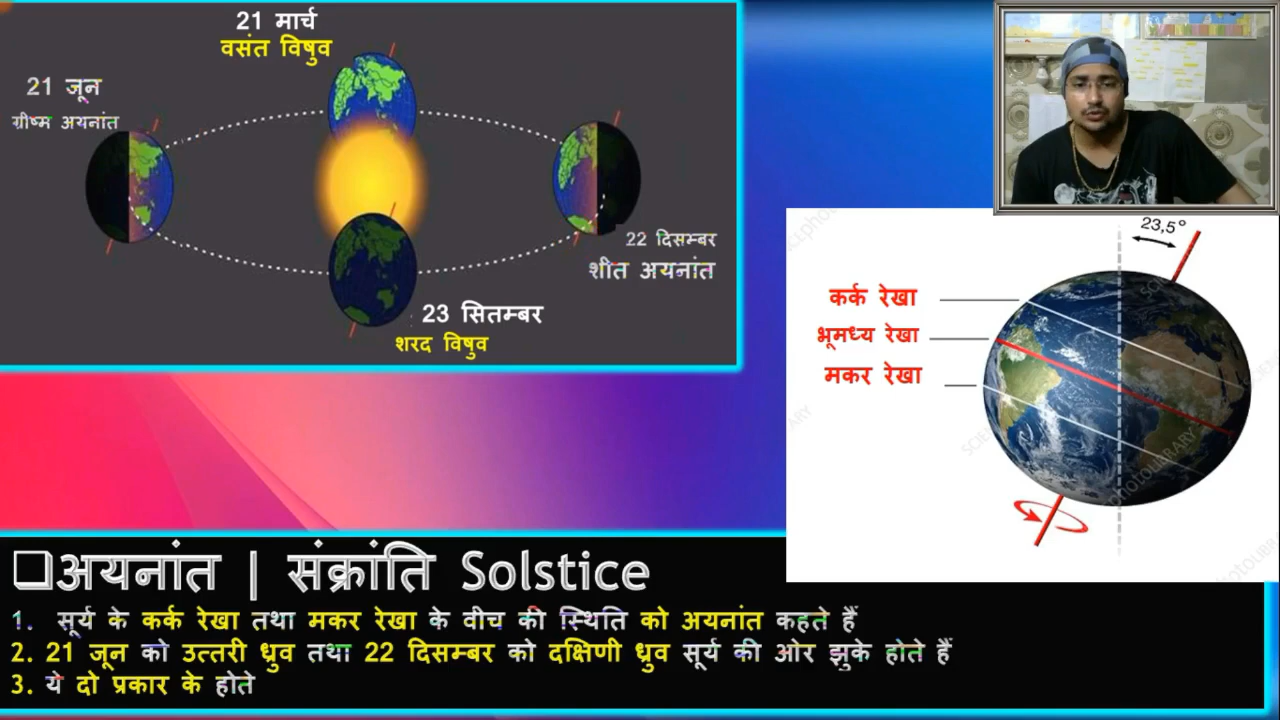 21 मार्च
वसंत विषुव
21 जून
ग्रीष्म अयनांत
22 दिसम्बर
शीत अयनांत
23 सितम्बर
शरद विषुव
23,5°
कर्क रेखा
भूमध्य रेखा
मकर रेखा
अयनांत | संक्रांति Solstice
1. सूर्य के कर्क रेखा तथा मकर रेखा के वीच की स्थिति को अयनांत कहते हैं
2. 21 जून को उत्तरी ध्रुव तथा 22 दिसम्बर को दक्षिणी ध्रुव सूर्य की ओर झुके होते हैं
3. ये दो प्रकार के होते